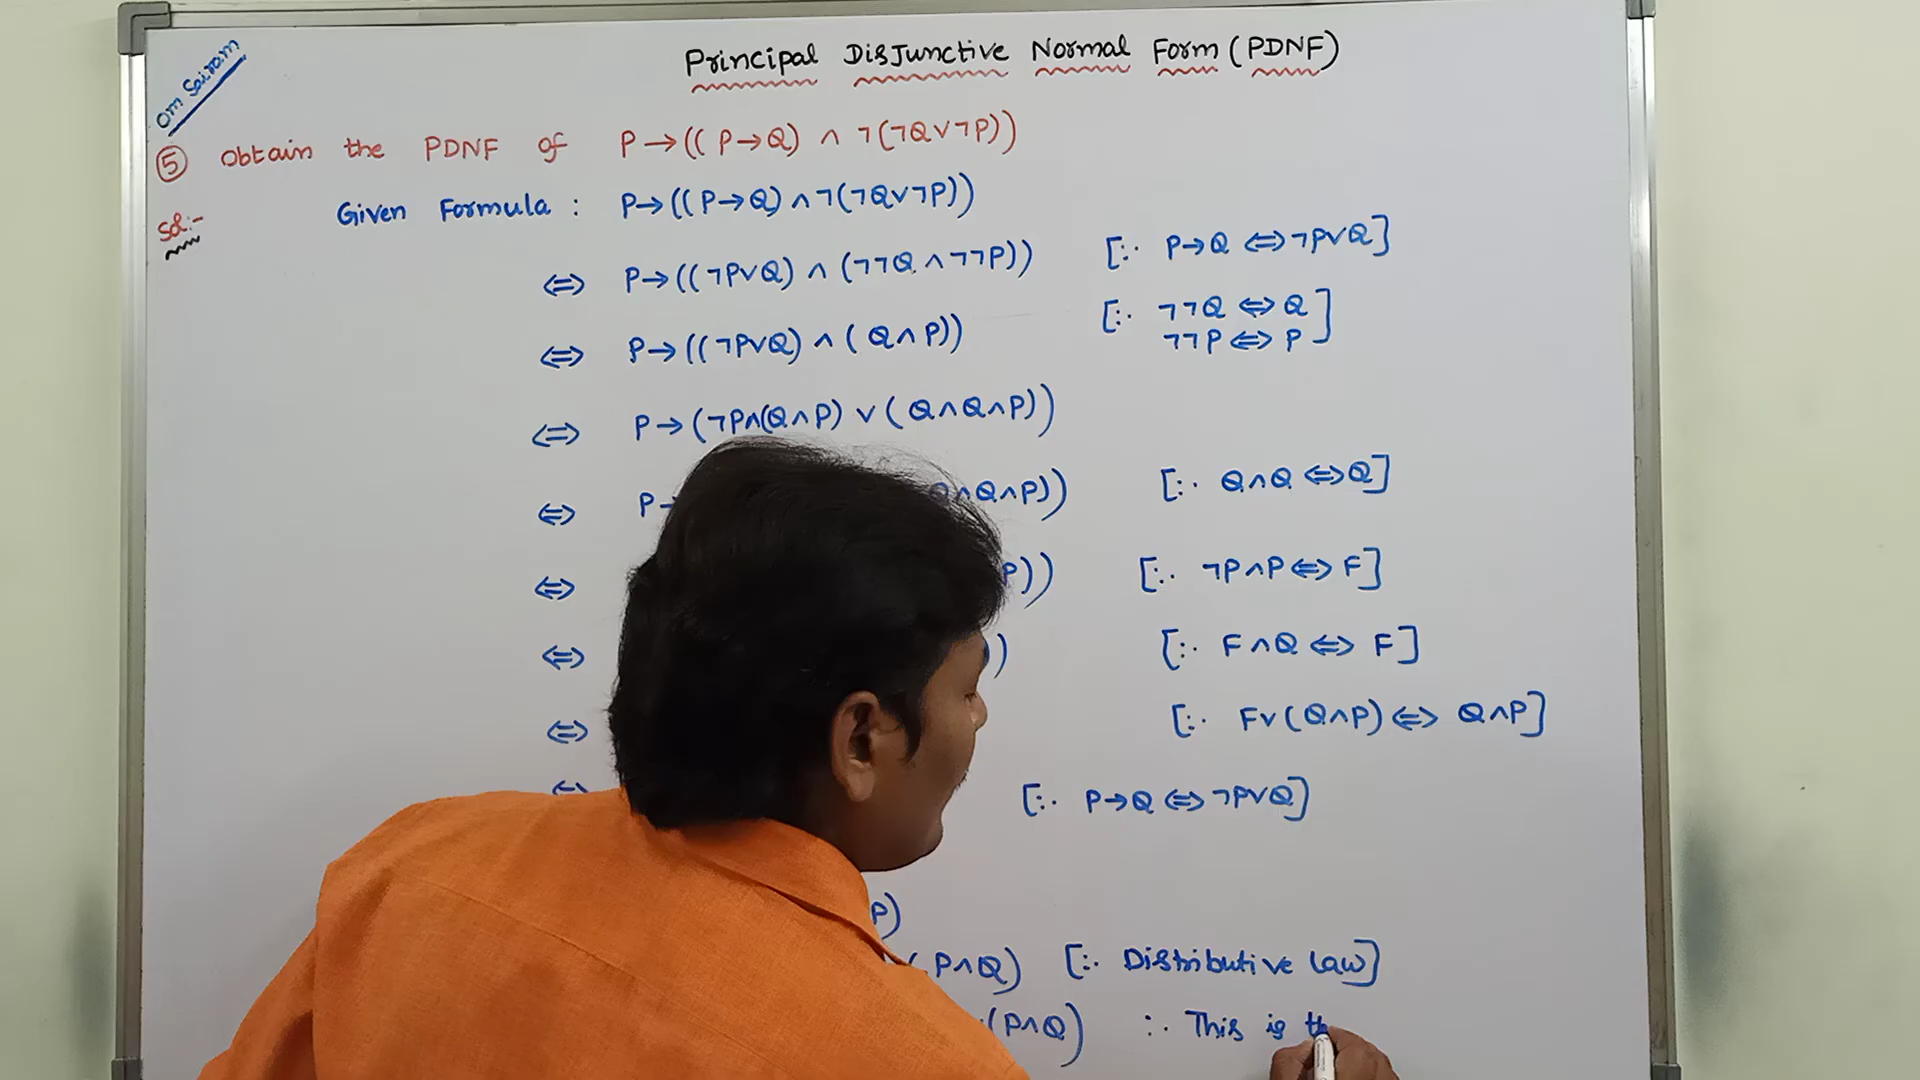 Om Sairam
Principal Disjunctive Normal Form (PDNF)
⑤ Obtain the PDNF of P→((P→Q) ∧ ¬(¬Q∨¬P))
Sol:-
Given Formula : P→((P→Q)∧¬(¬Q∨¬P))
⇔ P→((¬P∨Q) ∧ (¬¬Q∧¬¬P)) [∵ P→Q ⇔ ¬P∨Q]
⇔ P→((¬P∨Q) ∧ (Q∧P)) [∵ ¬¬Q ⇔ Q
¬¬P ⇔ P]
⇔ P→(¬P∧(Q∧P) ∨ (Q∧Q∧P))
⇔ P→ ∧Q∧P)) [∵ Q∧Q ⇔ Q]
⇔ P)) [∵ ¬P∧P ⇔ F]
⇔ )) [∵ F∧Q ⇔ F]
⇔ [∵ F∨(Q∧P) ⇔ Q∧P]
⇔ [∵ P→Q ⇔ ¬P∨Q]
P)
(P∧Q) [∵ Distributive law]
(P∧Q) ∴ This is